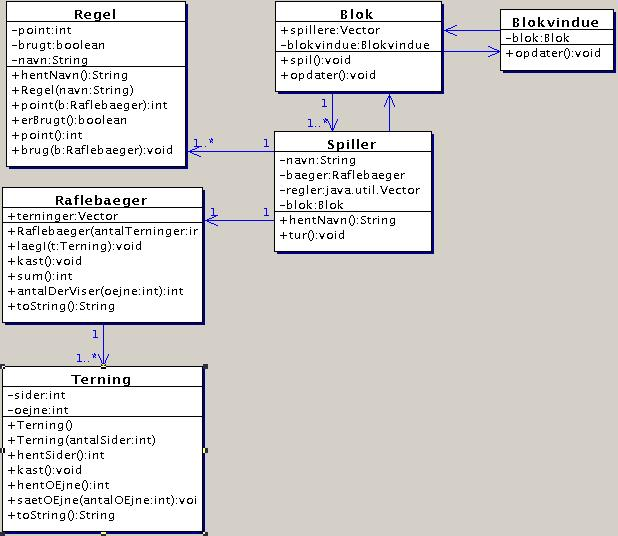 Regel
-point:int
-brugt:boolean
-navn:String
+hentNavn():String
+Regel(navn:String)
+point(b:Raflebaeger):int
+erBrugt():boolean
+point():int
+brug(b:Raflebaeger):void
Blok
+spillere:Vector
-blokvindue:Blokvindue
+spil():void
+opdater():void
Blokvindue
-blok:Blok
+opdater():void
1
1..*
1..*
1
Spiller
-navn:String
-baeger:Raflebaeger
-regler:java.util.Vector
-blok:Blok
+hentNavn():String
+tur():void
1
1
Raflebaeger
+terninger:Vector
+Raflebaeger(antalTerninger:ir
+laegI(t:Terning):void
+kast():void
+sum():int
+antalDerViser(oejne:int):int
+toString():String
1
1..*
Terning
-sider:int
-oejne:int
+Terning()
+Terning(antalSider:int)
+hentSider():int
+kast():void
+hentOEjne():int
+saetOEjne(antalOEjne:int):voi
+toString():String